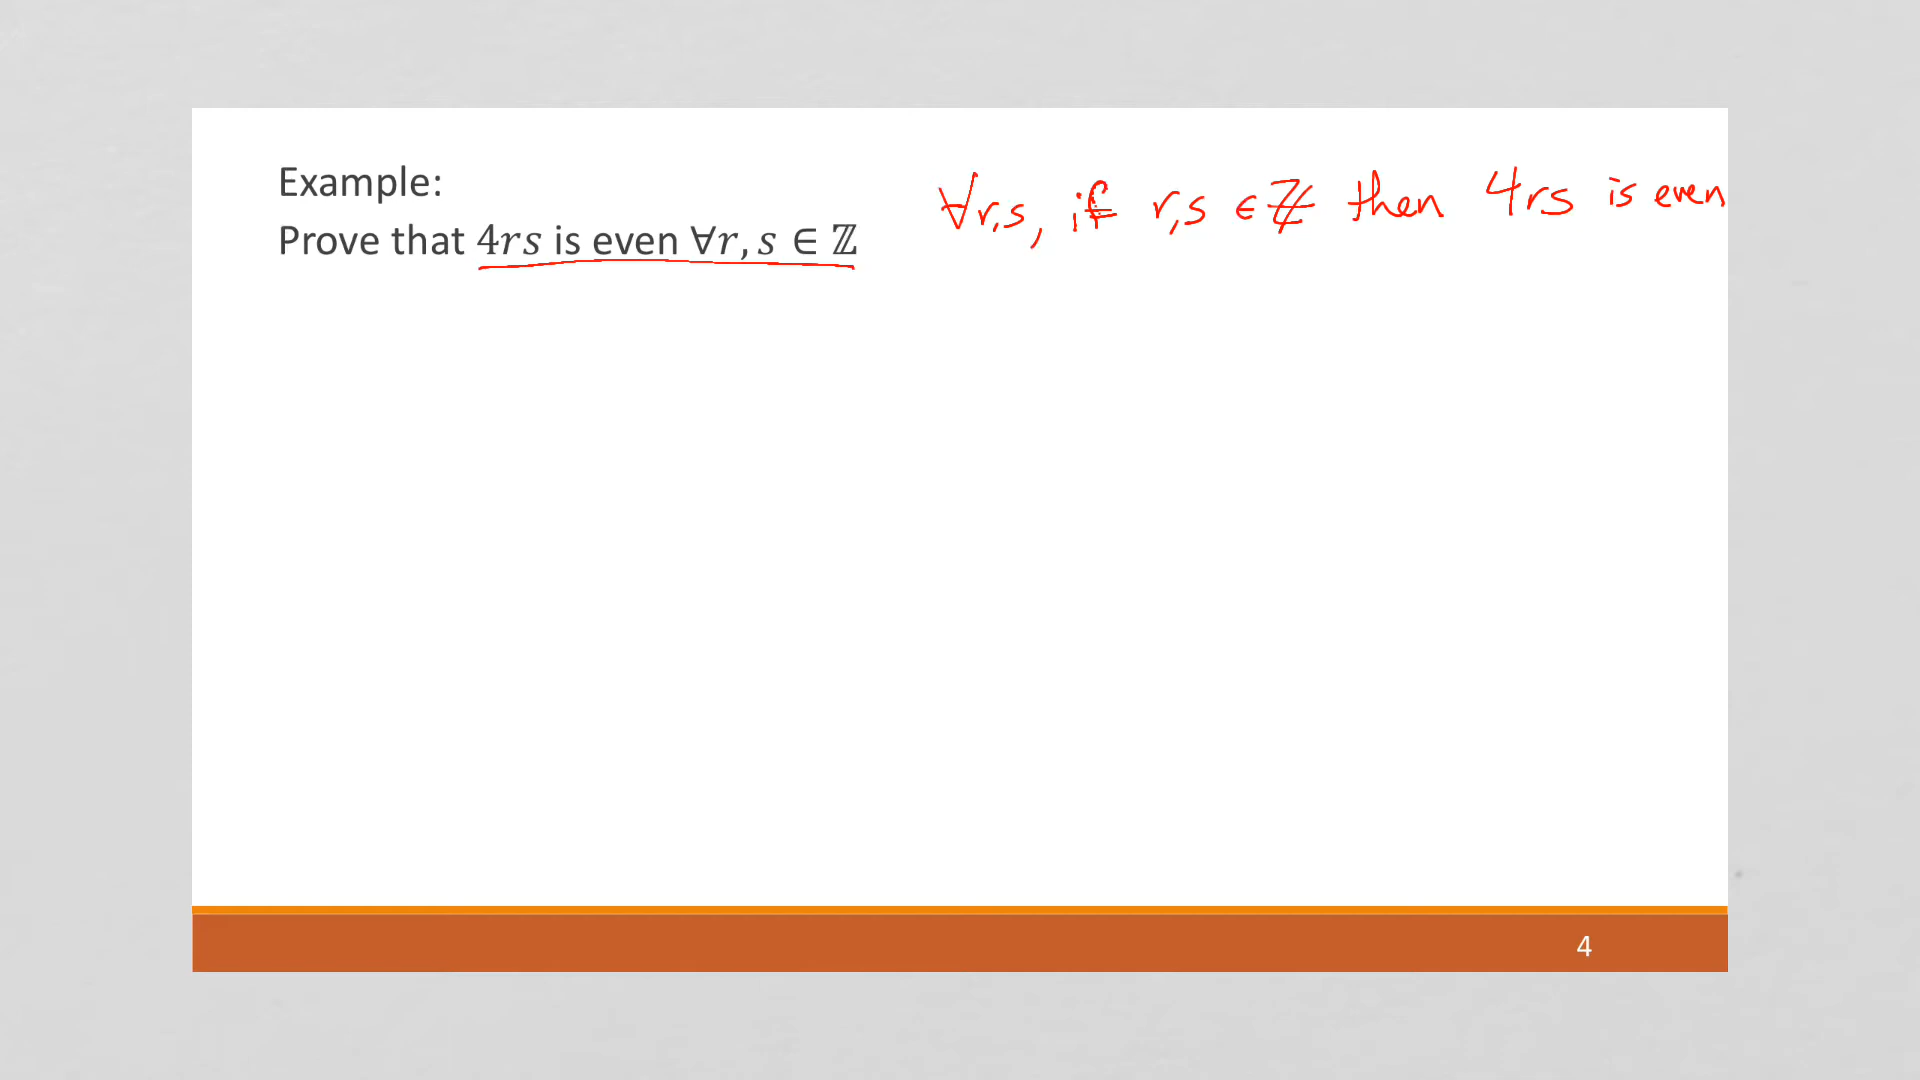 Example:
Prove that 4rs is even ∀r, s ∈ ℤ
∀r,s, if r,s ∈ ℤ then 4rs is even
4